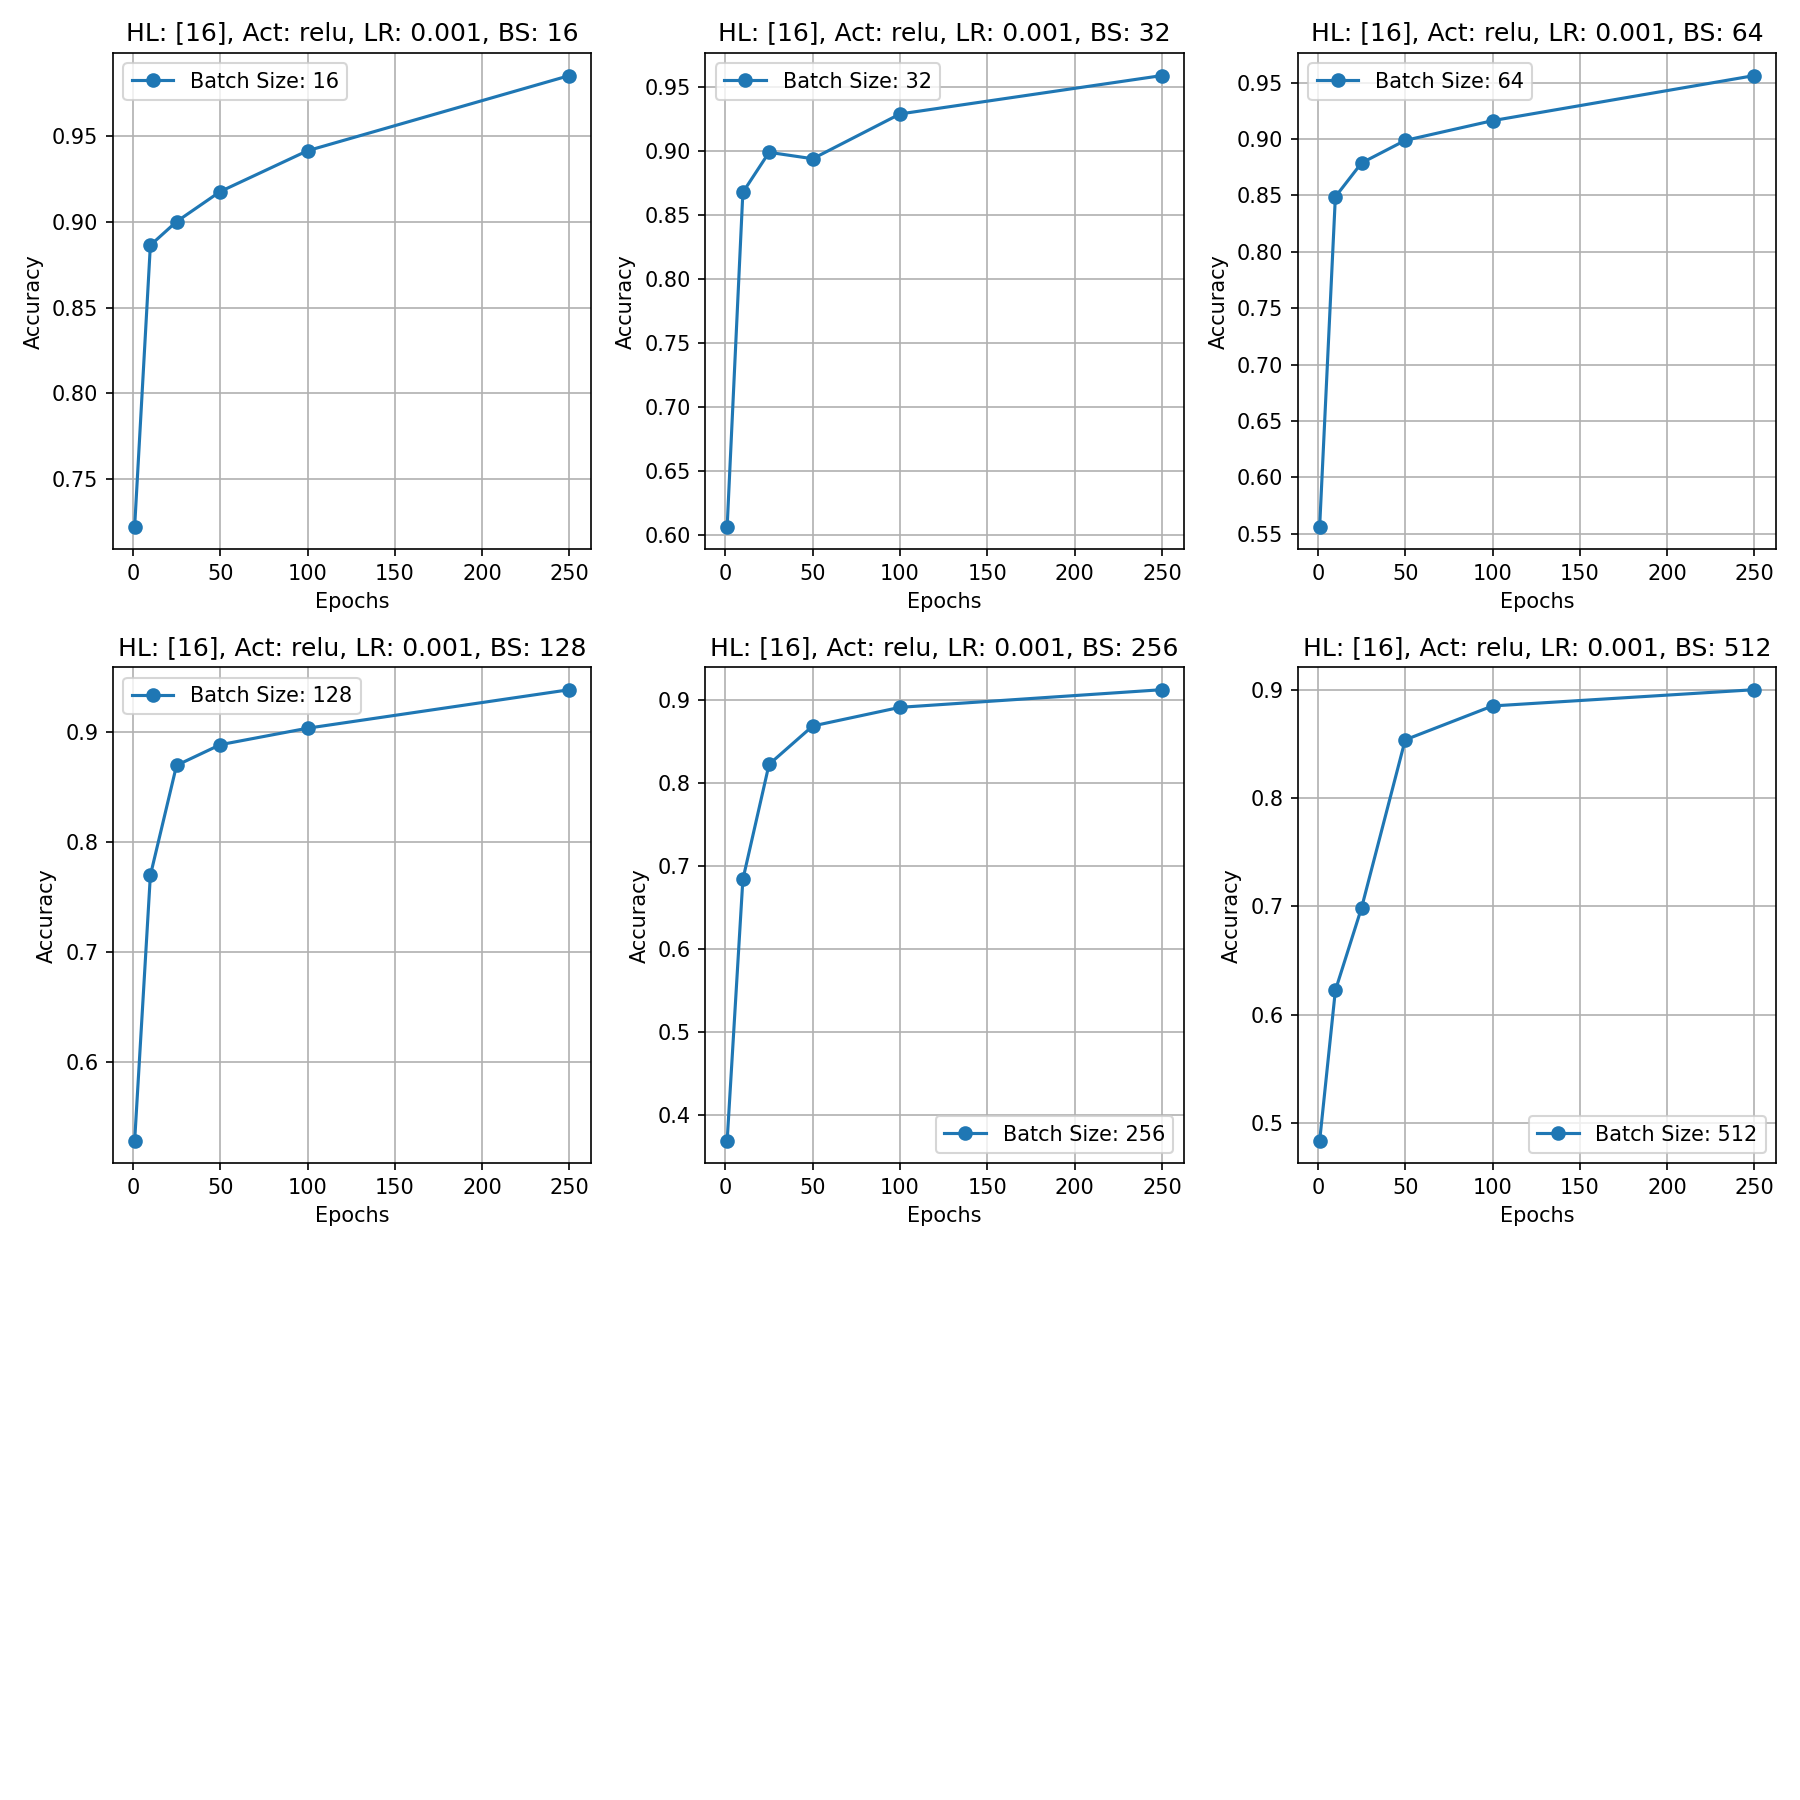 HL: [16], Act: relu, LR: 0.001, BS: 16
Batch Size: 16
0.95
0.90
0.85
0.80
0.75
Accuracy
0 50 100 150 200 250
Epochs
HL: [16], Act: relu, LR: 0.001, BS: 32
Batch Size: 32
0.95
0.90
0.85
0.80
0.75
0.70
0.65
0.60
Accuracy
0 50 100 150 200 250
Epochs
HL: [16], Act: relu, LR: 0.001, BS: 64
Batch Size: 64
0.95
0.90
0.85
0.80
0.75
0.70
0.65
0.60
0.55
Accuracy
0 50 100 150 200 250
Epochs
HL: [16], Act: relu, LR: 0.001, BS: 128
Batch Size: 128
0.9
0.8
0.7
0.6
Accuracy
0 50 100 150 200 250
Epochs
HL: [16], Act: relu, LR: 0.001, BS: 256
0.9
0.8
0.7
0.6
0.5
0.4
Accuracy
Batch Size: 256
0 50 100 150 200 250
Epochs
HL: [16], Act: relu, LR: 0.001, BS: 512
0.9
0.8
0.7
0.6
0.5
Accuracy
Batch Size: 512
0 50 100 150 200 250
Epochs